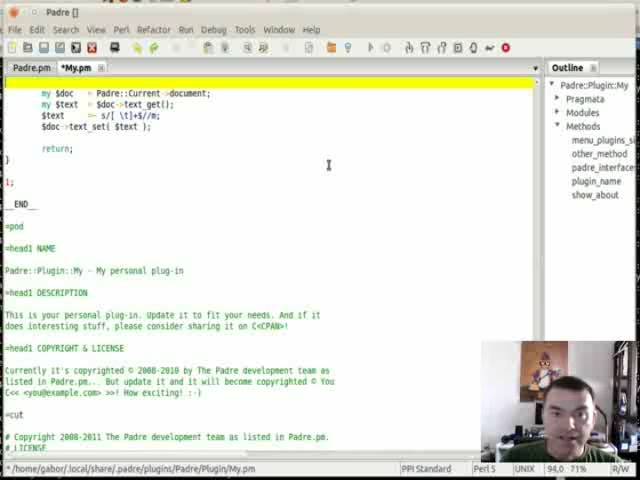 Padre []
File Edit Search View Perl Refactor Run Debug Tools Window Help
Padre.pm *My.pm
my $doc = Padre::Current->document;
my $text = $doc->text_get();
$text =~ s/[ \t]+$//m;
$doc->text_set( $text );
return;
}
1;
__END__
=pod
=head1 NAME
Padre::Plugin::My - My personal plug-in
=head1 DESCRIPTION
This is your personal plug-in. Update it to fit your needs. And if it
does interesting stuff, please consider sharing it on C<CPAN>!
=head1 COPYRIGHT & LICENSE
Currently it's copyrighted © 2008-2010 by The Padre development team as
listed in Padre.pm... But update it and it will become copyrighted © You
C<< <you@example.com> >>! How exciting! :-)
=cut
# Copyright 2008-2011 The Padre development team as listed in Padre.pm.
# LICENSE
Outline
Padre::Plugin::My
Pragmata
Modules
Methods
menu_plugins_si
other_method
padre_interfaces
plugin_name
show_about
*/home/gabor/.local/share/.padre/plugins/Padre/Plugin/My.pm PPI Standard Perl 5 UNIX 94,0 71% R/W